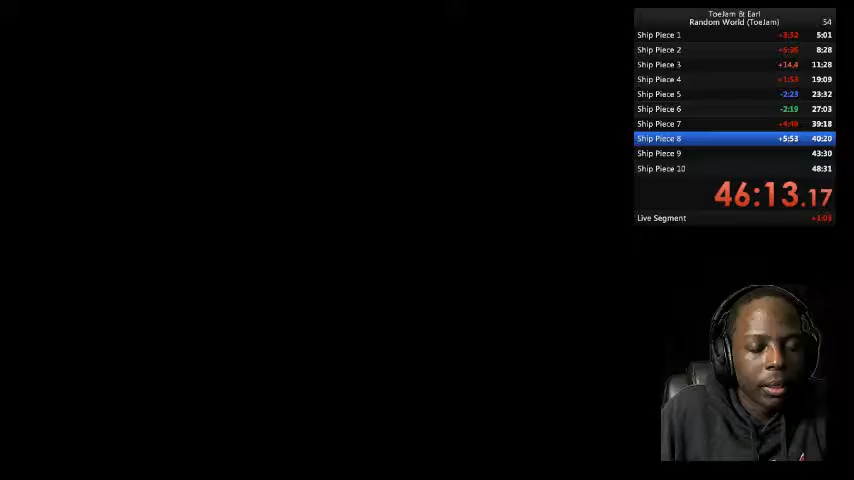 ToeJam & Earl
Random World (ToeJam) 54
Ship Piece 1 +3:32 5:01
Ship Piece 2 +5:36 8:28
Ship Piece 3 +14.4 11:28
Ship Piece 4 +1:53 19:09
Ship Piece 5 -2:23 23:32
Ship Piece 6 -2:19 27:03
Ship Piece 7 +4:49 39:18
Ship Piece 8 +5:53 40:20
Ship Piece 9 43:30
Ship Piece 10 48:31
46:13.17
Live Segment +1:03